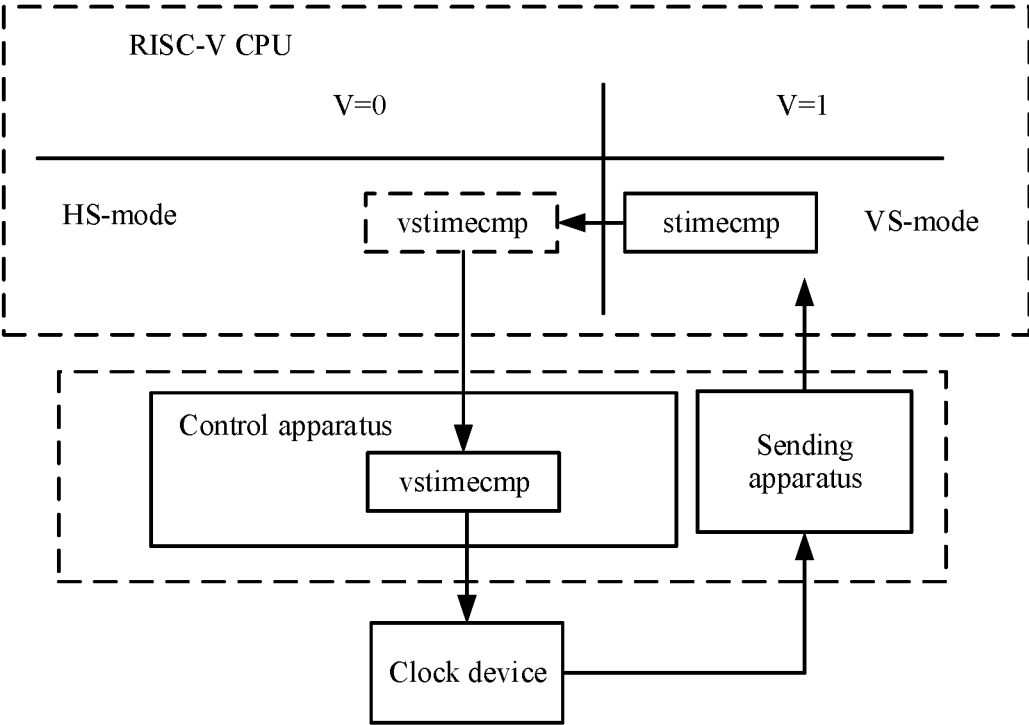 RISC-V CPU
V=0
V=1
HS-mode
vstimecmp
stimecmp
VS-mode
Control apparatus
vstimecmp
Sending
apparatus
Clock device